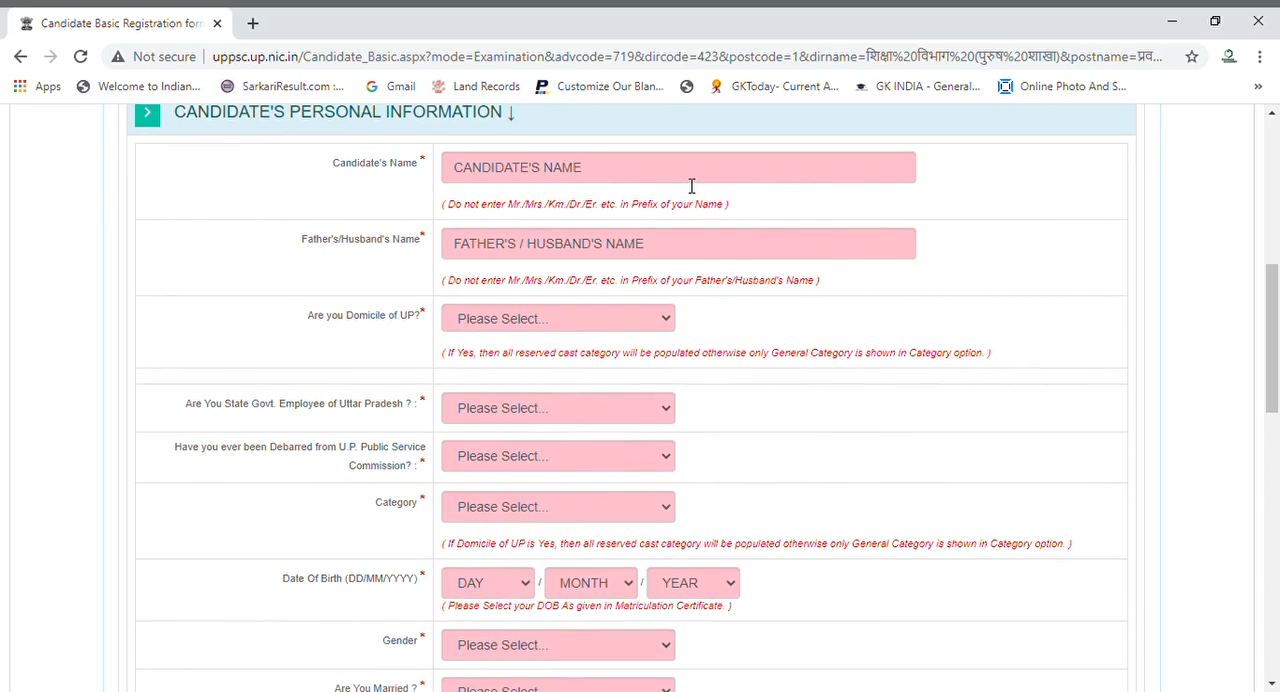 Candidate Basic Registration for
Not secure
uppsc.up.nic.in/Candidate_Basic.aspx?mode=Examination&advcode=719&dircode=423&postcode=1&dirname=शिक्षा%20विभाग%20(पुरुष%20शाखा)&postname=प्रव...
Apps
Welcome to Indian...
SarkariResult.com :...
Gmail
Land Records
Customize Our Blan...
GKToday- Current A...
GK INDIA - General...
Online Photo And S...
CANDIDATE'S PERSONAL INFORMATION ↓
Candidate's Name *
CANDIDATE'S NAME
( Do not enter Mr./Mrs./Km./Dr./Er. etc. in Prefix of your Name )
Father's/Husband's Name*
FATHER'S / HUSBAND'S NAME
( Do not enter Mr./Mrs./Km./Dr./Er. etc. in Prefix of your Father's/Husband's Name )
Are you Domicile of UP?*
Please Select...
( If Yes, then all reserved cast category will be populated otherwise only General Category is shown in Category option. )
Are You State Govt. Employee of Uttar Pradesh ? : *
Please Select...
Have you ever been Debarred from U.P. Public Service
Commission? : *
Please Select...
Category *
Please Select...
( If Domicile of UP is Yes, then all reserved cast category will be populated otherwise only General Category is shown in Category option. )
Date Of Birth (DD/MM/YYYY) *
DAY / MONTH / YEAR
( Please Select your DOB As given in Matriculation Certificate. )
Gender *
Please Select...
Are You Married ? *
Please Select...